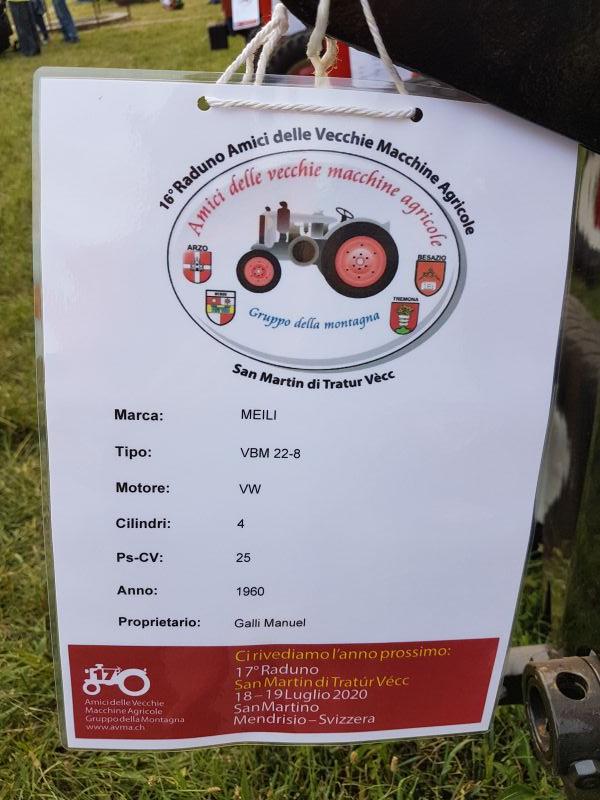 16° Raduno Amici delle Vecchie Macchine Agricole
Amici delle vecchie macchine agricole
ARZO
BESAZIO
TREMONA
Gruppo della montagna
San Martin di Tratur Vècc
Marca: MEILI
Tipo: VBM 22-8
Motore: VW
Cilindri: 4
Ps-CV: 25
Anno: 1960
Proprietario: Galli Manuel
17
Amici delle Vecchie
Macchine Agricole
Gruppo della Montagna
www.avma.ch
Ci rivediamo l'anno prossimo:
17° Raduno
San Martin di Tratúr Vécc
18 – 19 Luglio 2020
San Martino
Mendrisio – Svizzera